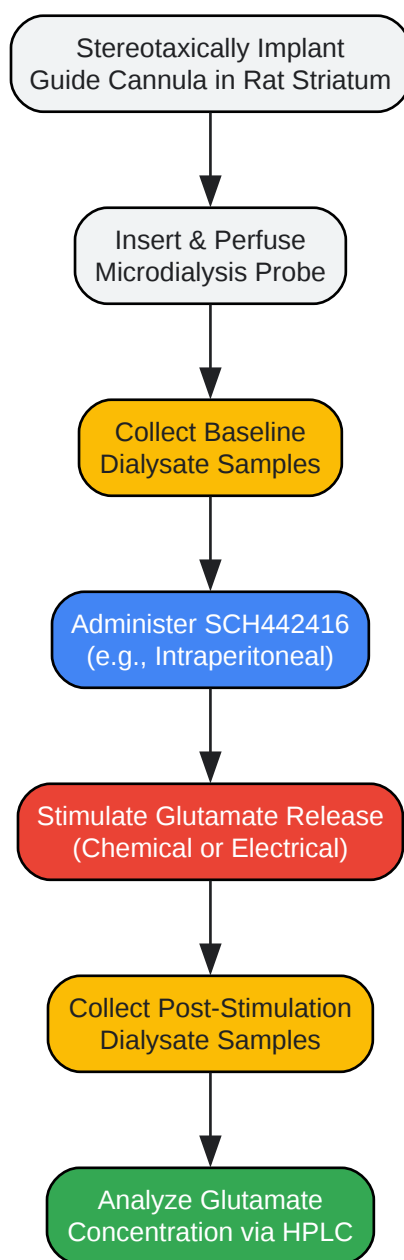 Stereotaxically Implant
Guide Cannula in Rat Striatum
Insert & Perfuse
Microdialysis Probe
Collect Baseline
Dialysate Samples
Administer SCH442416
(e.g., Intraperitoneal)
Stimulate Glutamate Release
(Chemical or Electrical)
Collect Post-Stimulation
Dialysate Samples
Analyze Glutamate
Concentration via HPLC